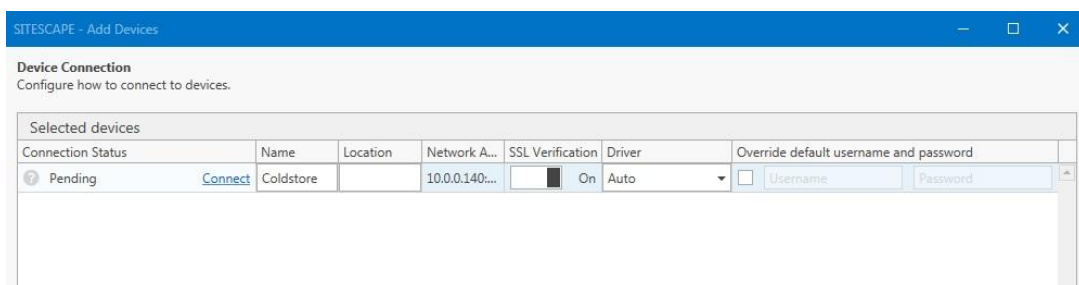 SITESCAPE - Add Devices
Device Connection
Configure how to connect to devices.
Selected devices
Connection Status Name Location Network A... SSL Verification Driver Override default username and password
Pending Connect Coldstore 10.0.0.140:... On Auto Username Password